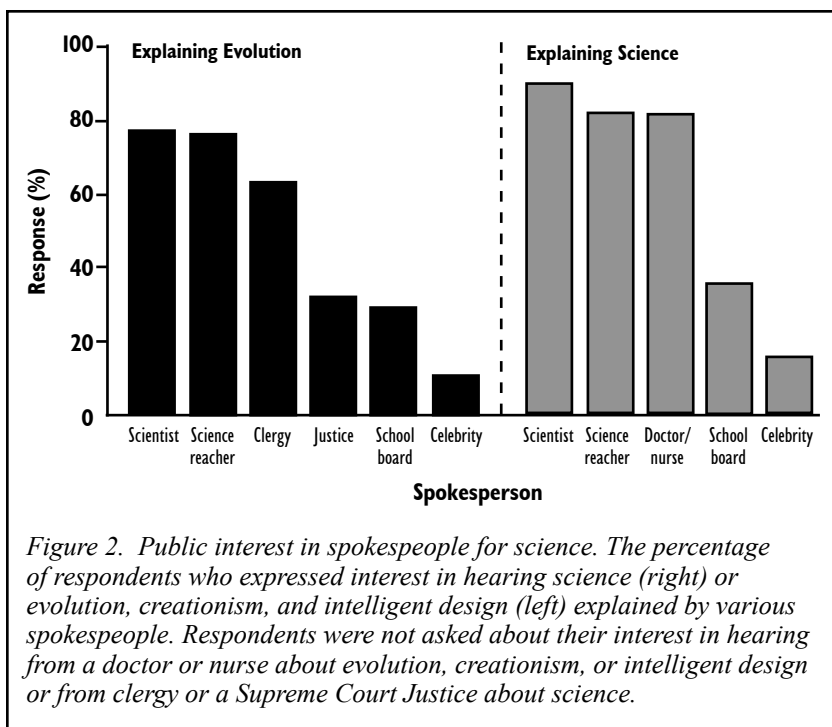 100
80
60
40
20
0
Response (%)
Explaining Evolution
Explaining Science
Scientist
Science
reacher
Clergy
Justice
School
board
Celebrity
Scientist
Science
reacher
Doctor/
nurse
School
board
Celebrity
Spokesperson
Figure 2. Public interest in spokespeople for science. The percentage
of respondents who expressed interest in hearing science (right) or
evolution, creationism, and intelligent design (left) explained by various
spokespeople. Respondents were not asked about their interest in hearing
from a doctor or nurse about evolution, creationism, or intelligent design
or from clergy or a Supreme Court Justice about science.